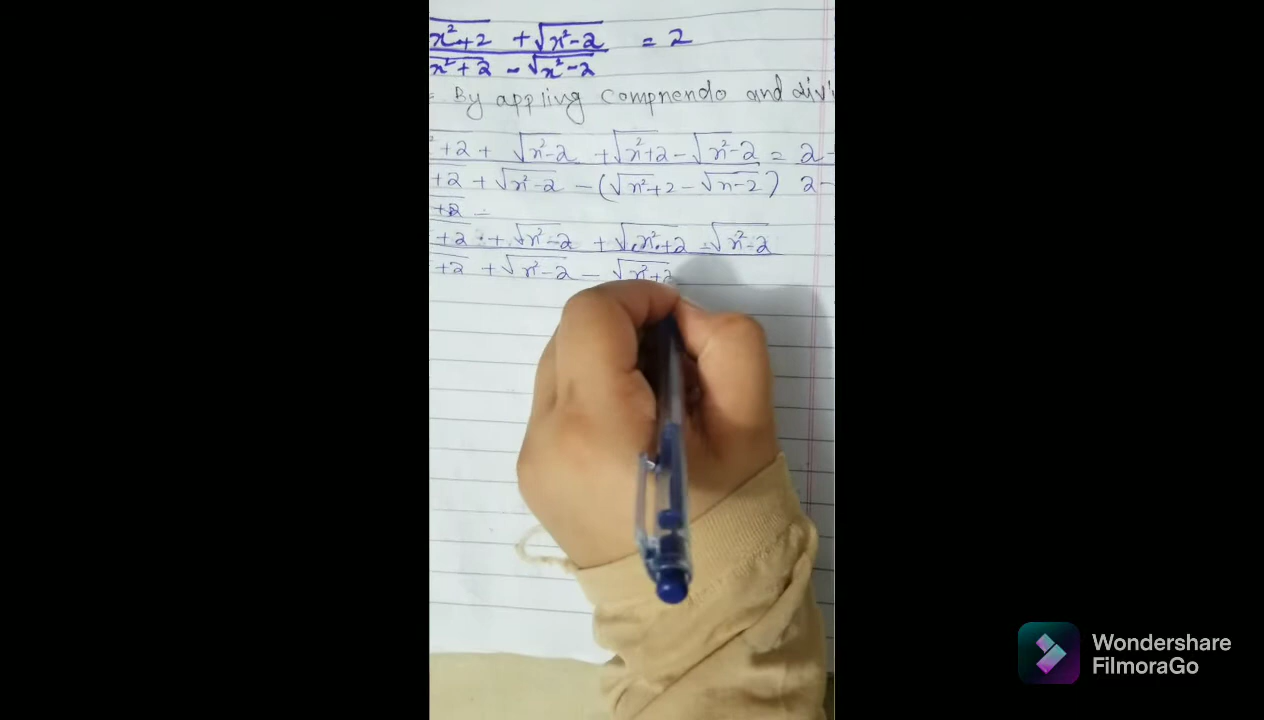 x²+2 + √x²-2 = 2
x²+2 - √x²-2
= By appling compnendo and divi
²+2 + √x²-2 + √x²+2 - √x²-2 = 2 -
+2 + √x²-2 - (√x²+2 - √x-2) 2 -
+2 -
+2 + √x²-2 + √x²+2 - √x²-2
+2 + √x²-2 - √x²+2
Wondershare
FilmoraGo